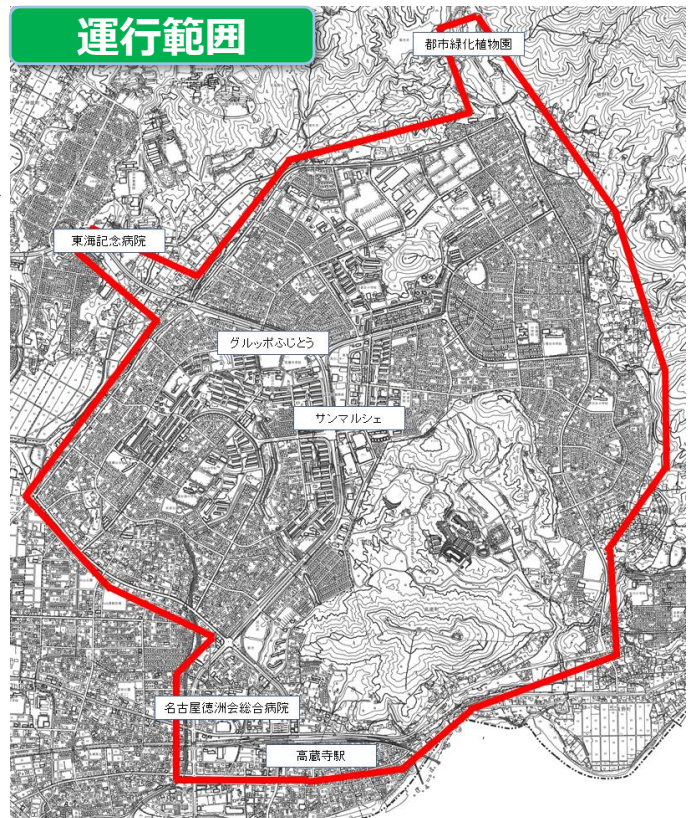 運行範囲
都市緑化植物園
東海記念病院
グルッポふじとう
サンマルシェ
名古屋徳洲会総合病院
高蔵寺駅